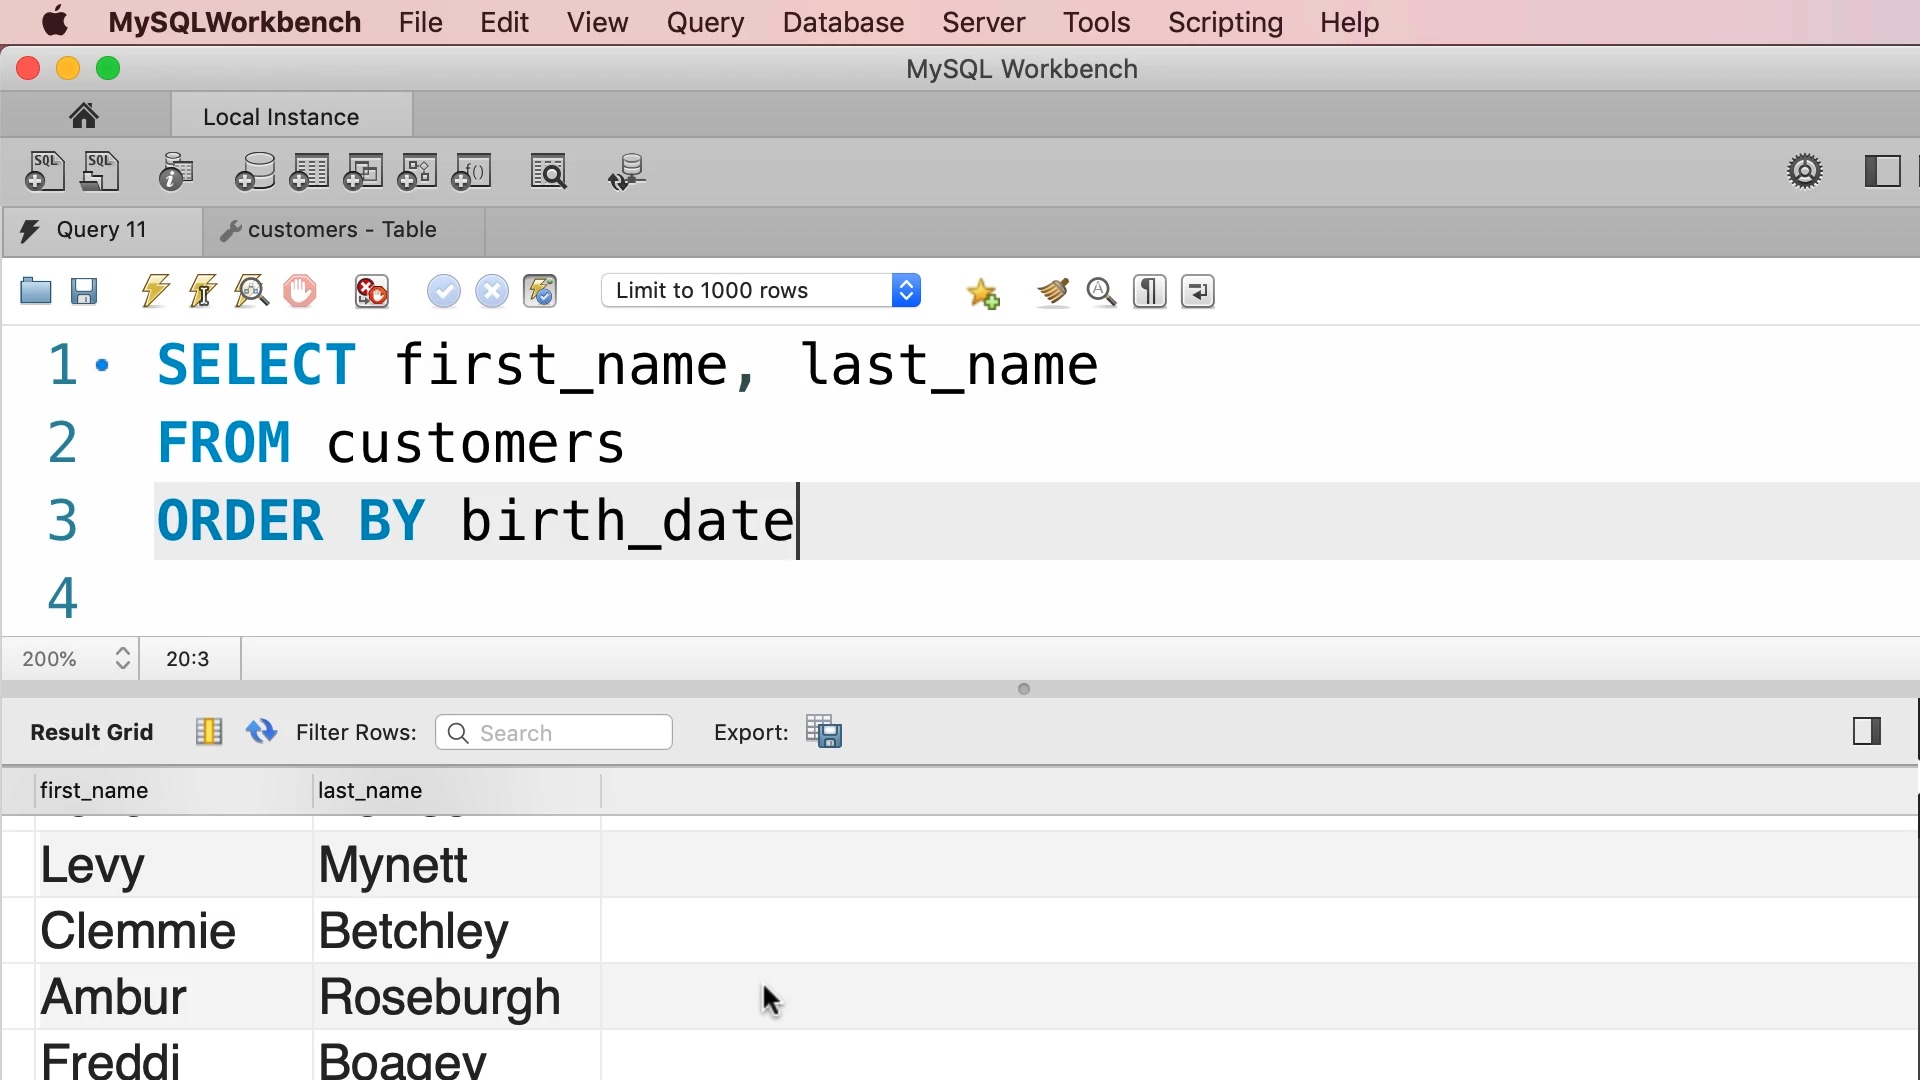 MySQLWorkbench File Edit View Query Database Server Tools Scripting Help
MySQL Workbench
Local Instance
SQL SQL
Query 11 customers - Table
Limit to 1000 rows
1 SELECT first_name, last_name
2 FROM customers
3 ORDER BY birth_date
4
200% 20:3
Result Grid Filter Rows: Search Export:
first_name last_name
Levy Mynett
Clemmie Betchley
Ambur Roseburgh
Freddi Boagey